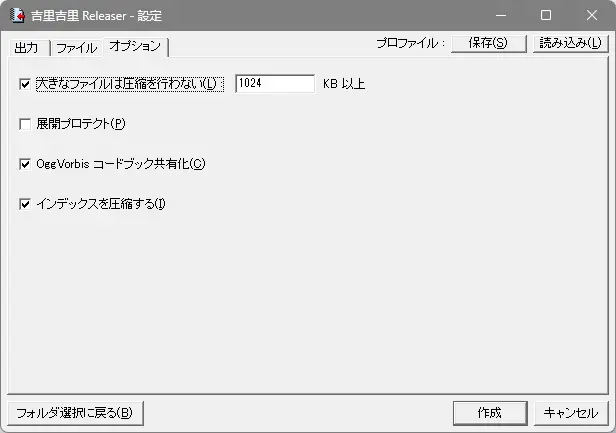 吉里吉里 Releaser - 設定
出力 ファイル オプション プロファイル : 保存(S) 読み込み(L)
大きなファイルは圧縮を行わない(L) 1024 KB 以上
展開プロテクト(P)
OggVorbis コードブック共有化(C)
インデックスを圧縮する(I)
フォルダ選択に戻る(B) 作成 キャンセル